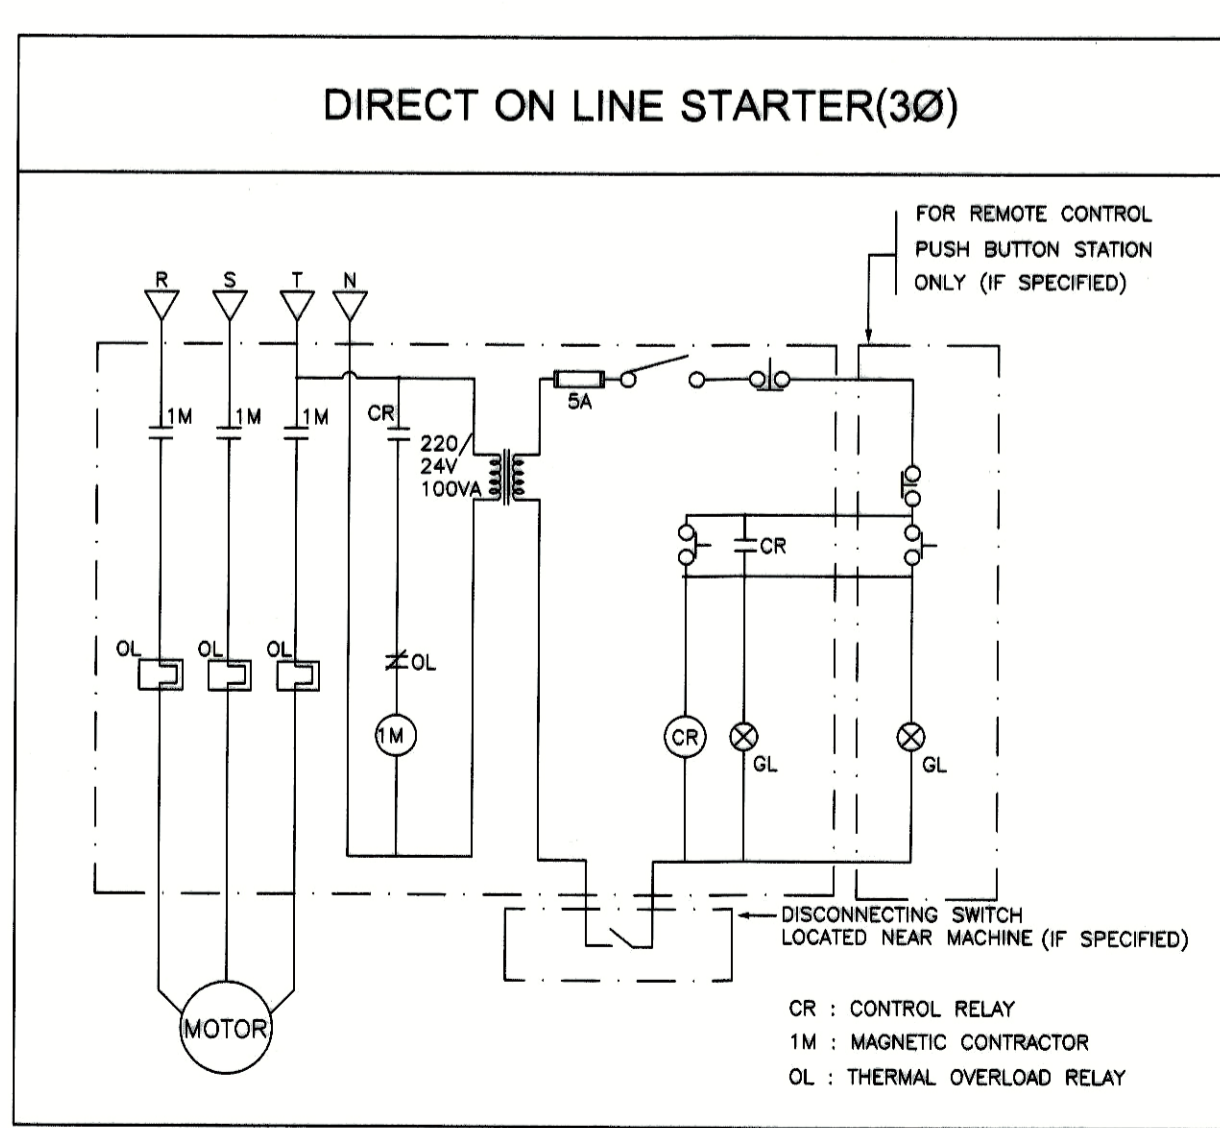 DIRECT ON LINE STARTER(3Ø)
FOR REMOTE CONTROL
PUSH BUTTON STATION
ONLY (IF SPECIFIED)
R S T N
1M 1M 1M CR
5A
220/
24V
100VA
CR
OL OL OL OL
1M
CR
GL
GL
DISCONNECTING SWITCH
LOCATED NEAR MACHINE (IF SPECIFIED)
MOTOR
CR : CONTROL RELAY
1M : MAGNETIC CONTRACTOR
OL : THERMAL OVERLOAD RELAY